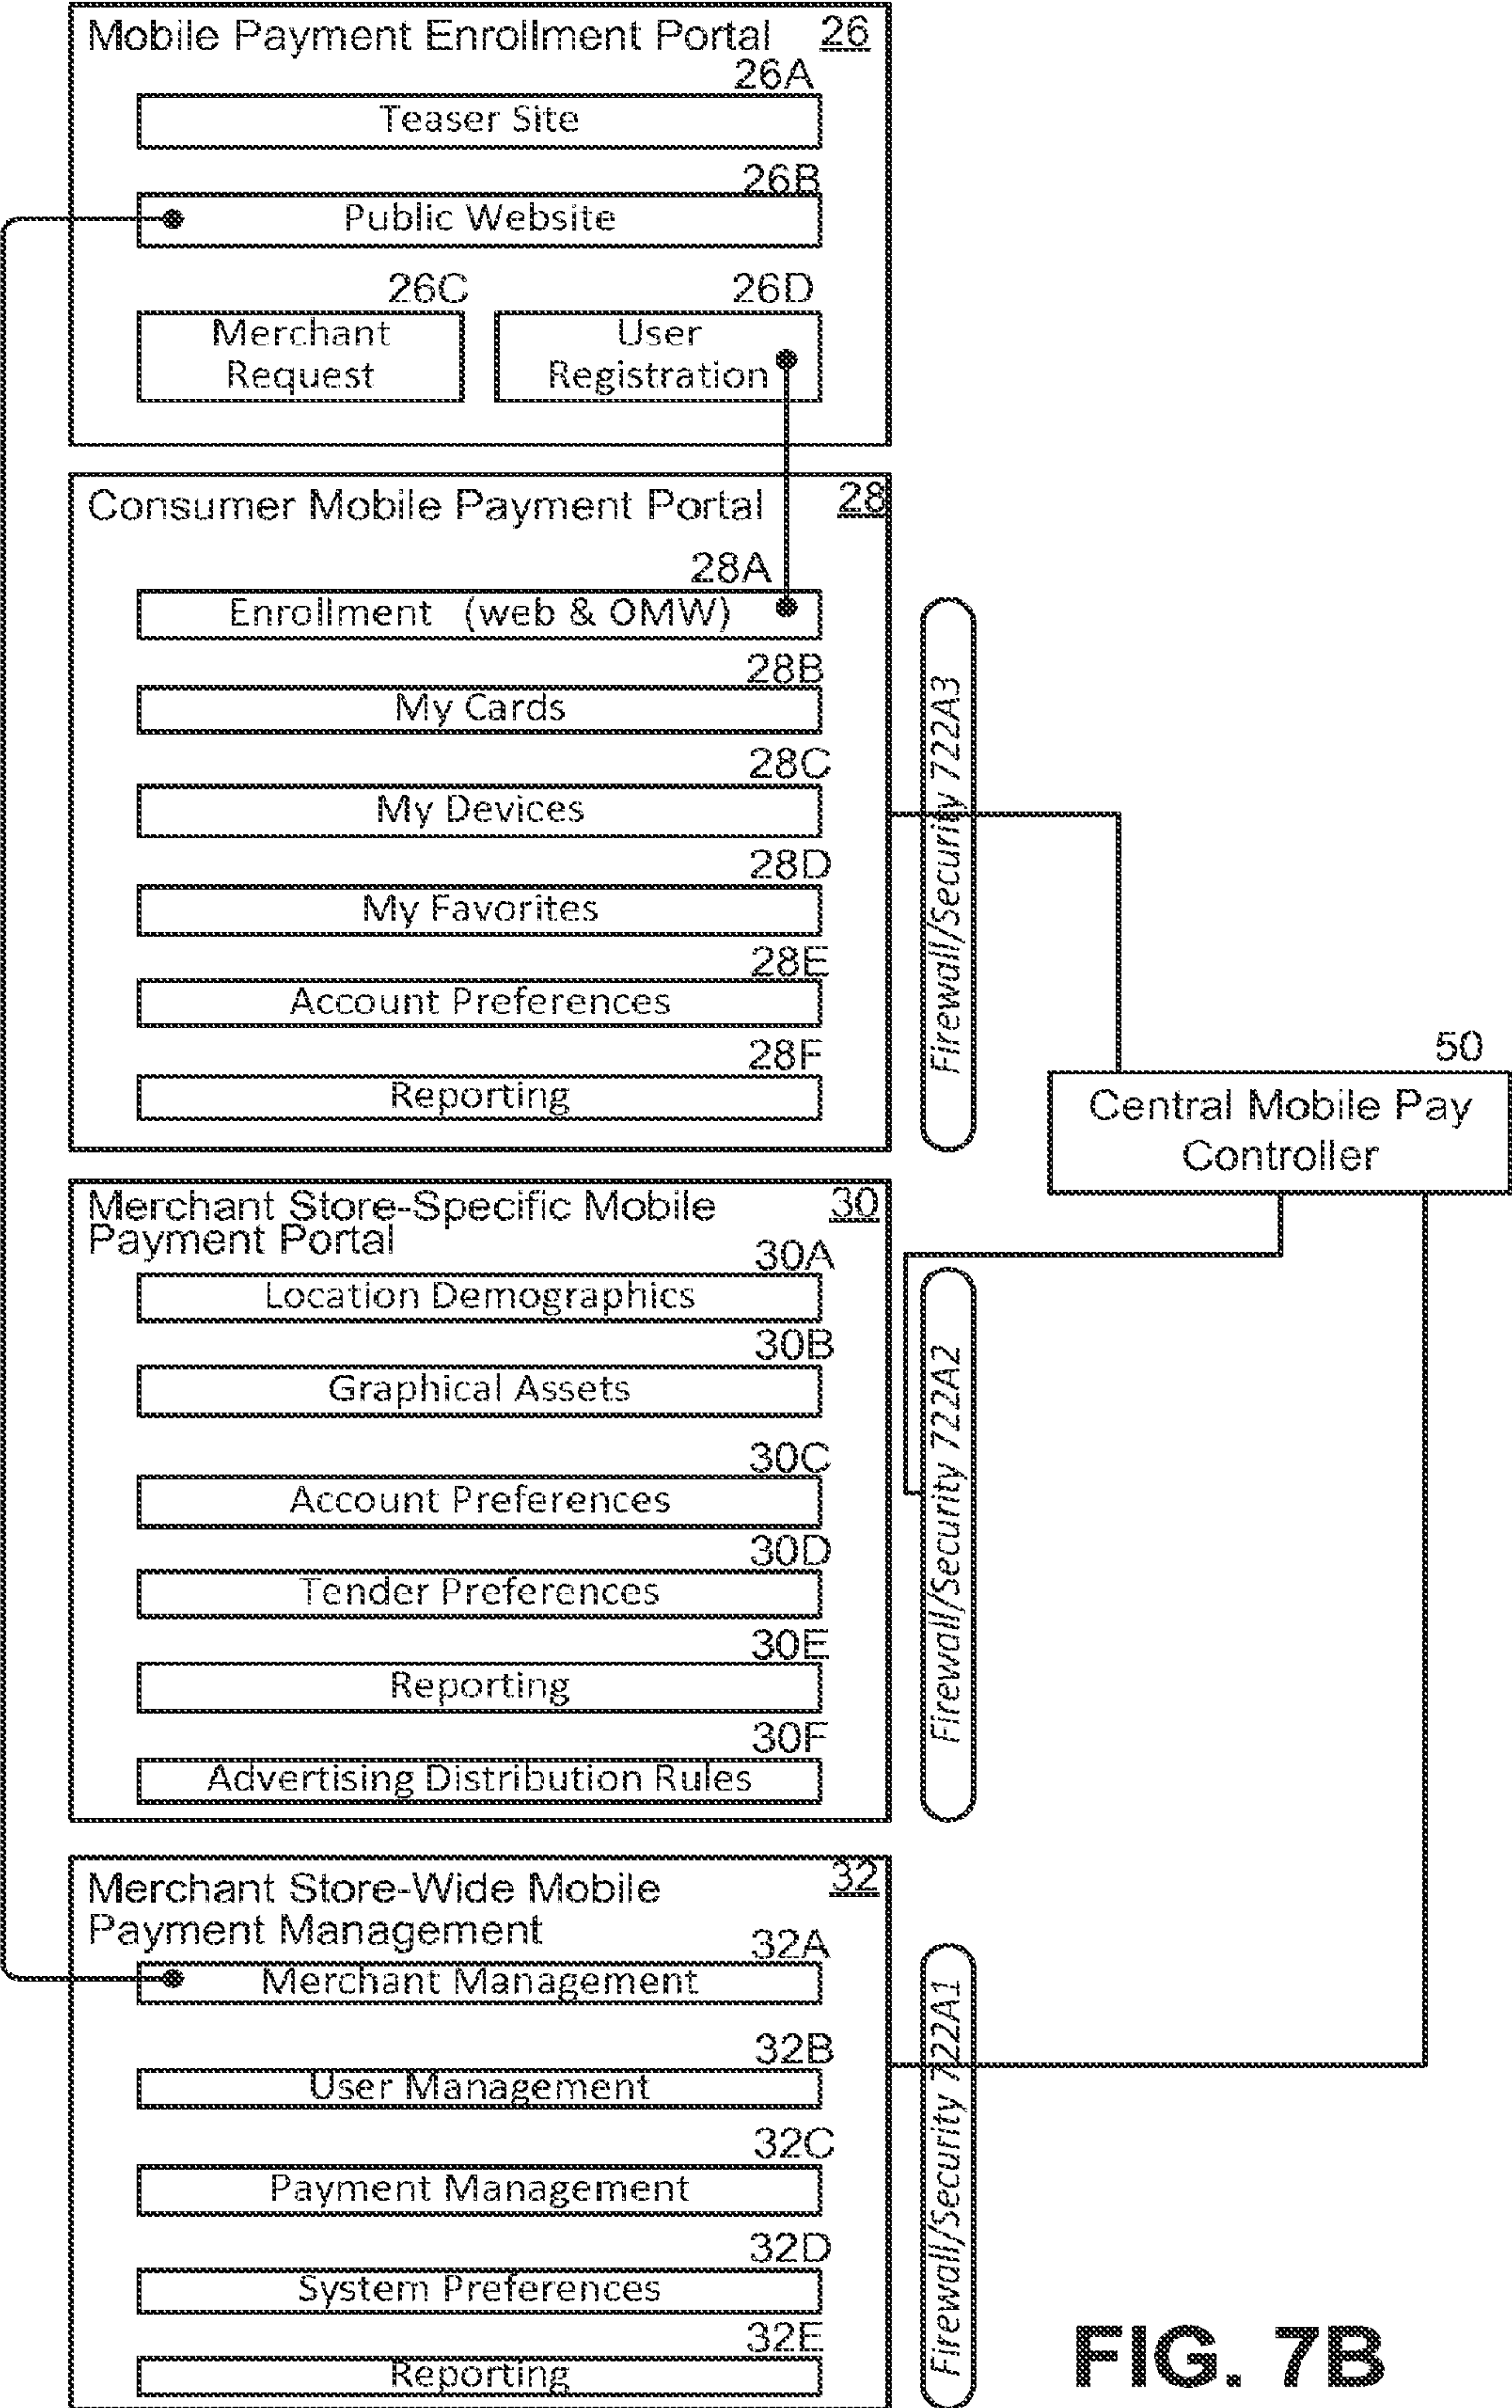 Mobile Payment Enrollment Portal 26
26A
Teaser Site
26B
Public Website
26C 26D
Merchant
Request
User
Registration
Consumer Mobile Payment Portal 28
28A
Enrollment (web & OMW)
28B
My Cards
28C
My Devices
28D
My Favorites
28E
Account Preferences
28F
Reporting
Firewall/Security 722A3
50
Central Mobile Pay
Controller
Merchant Store-Specific Mobile 30
Payment Portal
30A
Location Demographics
30B
Graphical Assets
30C
Account Preferences
30D
Tender Preferences
30E
Reporting
30F
Advertising Distribution Rules
Firewall/Security 722A2
Merchant Store-Wide Mobile 32
Payment Management
32A
Merchant Management
32B
User Management
32C
Payment Management
32D
System Preferences
32E
Reporting
Firewall/Security 722A1
FIG. 7B